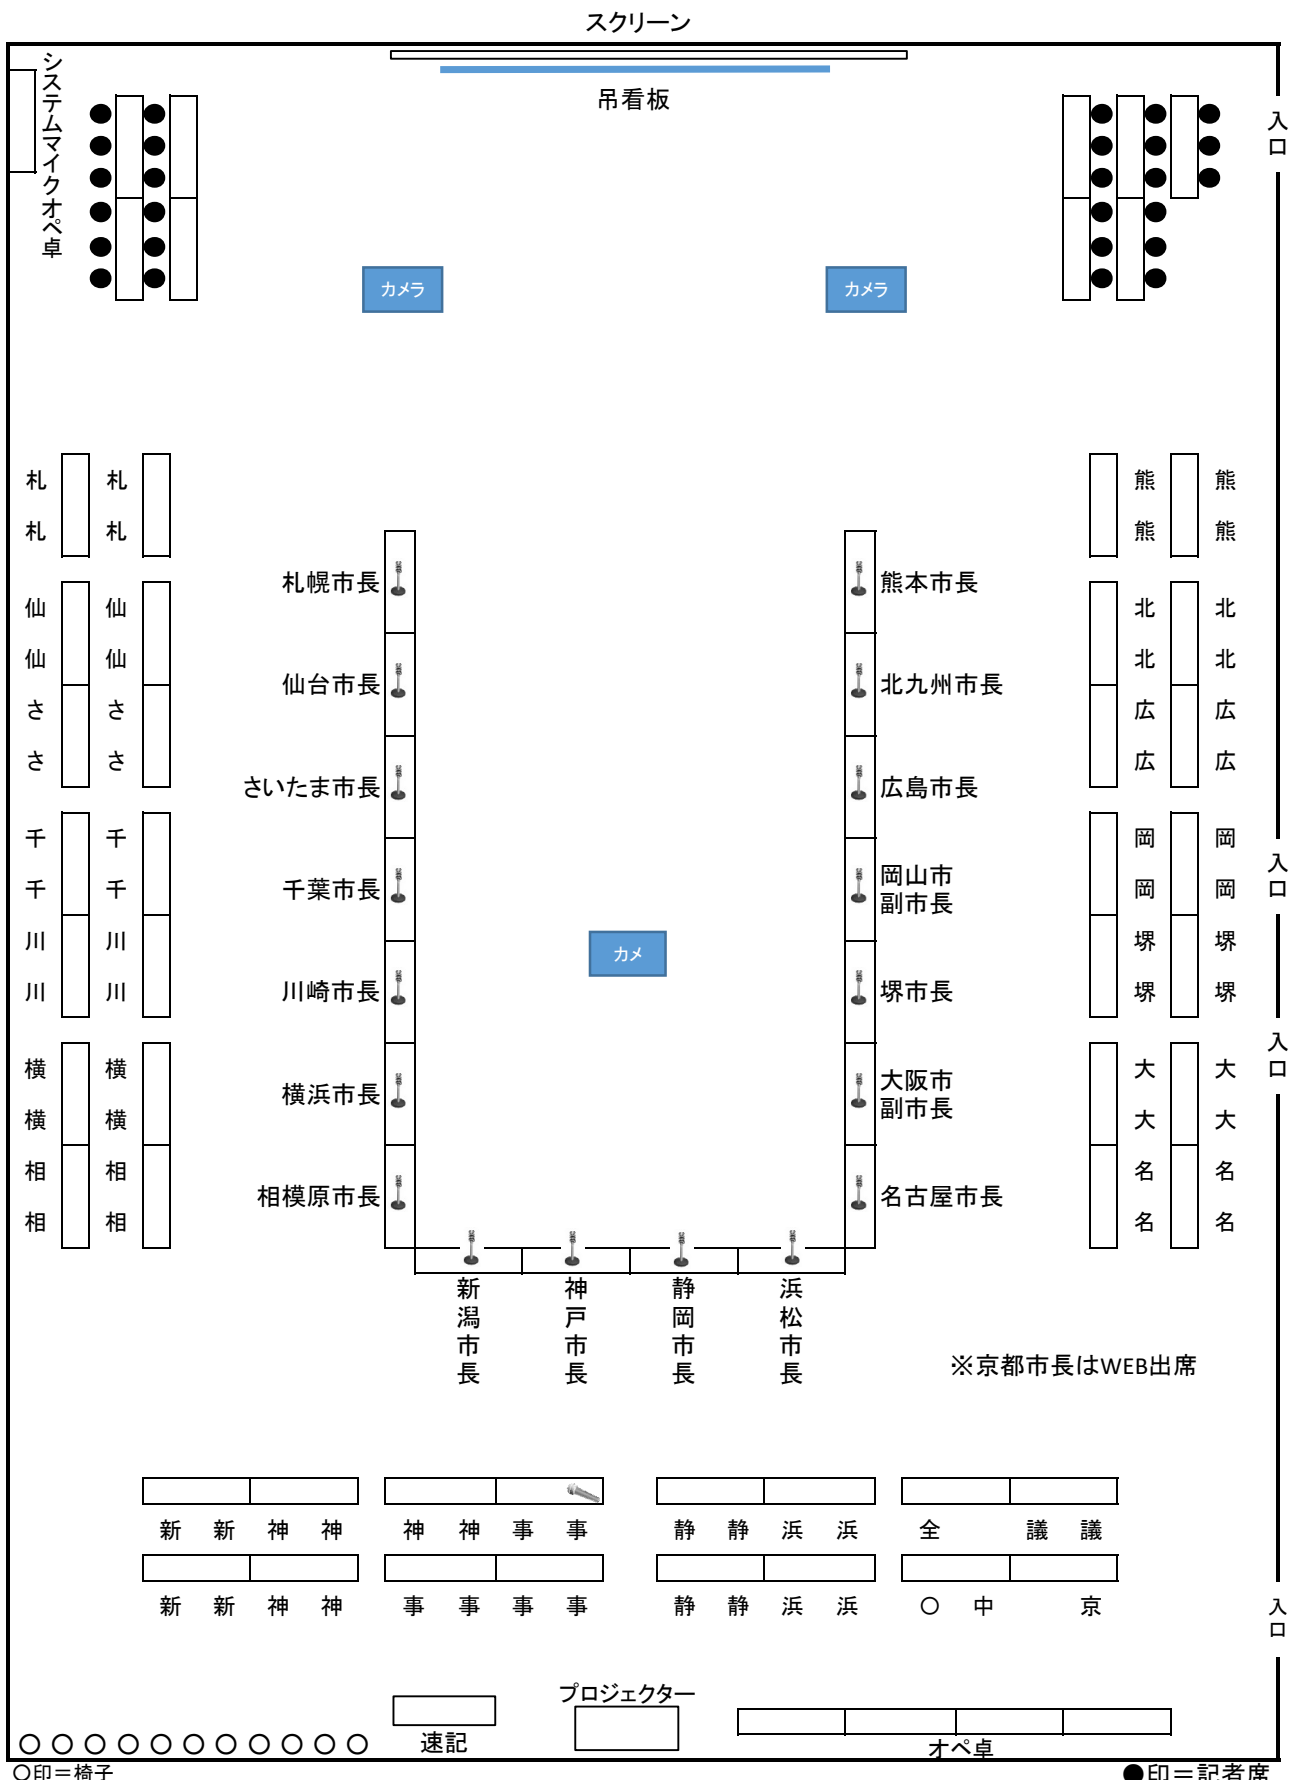 スクリーン
吊看板
システムマイクオペ卓
入口
カメラ
カメラ
札 札
札 札
仙 仙
仙 仙
さ さ
さ さ
千 千
千 千
川 川
川 川
横 横
横 横
相 相
相 相
札幌市長
仙台市長
さいたま市長
千葉市長
川崎市長
横浜市長
相模原市長
カメ
熊本市長
北九州市長
広島市長
岡山市
副市長
堺市長
大阪市
副市長
名古屋市長
熊 熊
熊 熊
北 北
北 北
広 広
広 広
岡 岡
岡 岡
堺 堺
堺 堺
大 大
大 大
名 名
名 名
入口
入口
新潟市長
神戸市長
静岡市長
浜松市長
※京都市長はWEB出席
新 新 神 神 神 神 事 事 静 静 浜 浜 全 議 議
新 新 神 神 事 事 事 事 静 静 浜 浜 〇 中 京
入口
速記
プロジェクター
オペ卓
〇印=椅子
●印=記者席